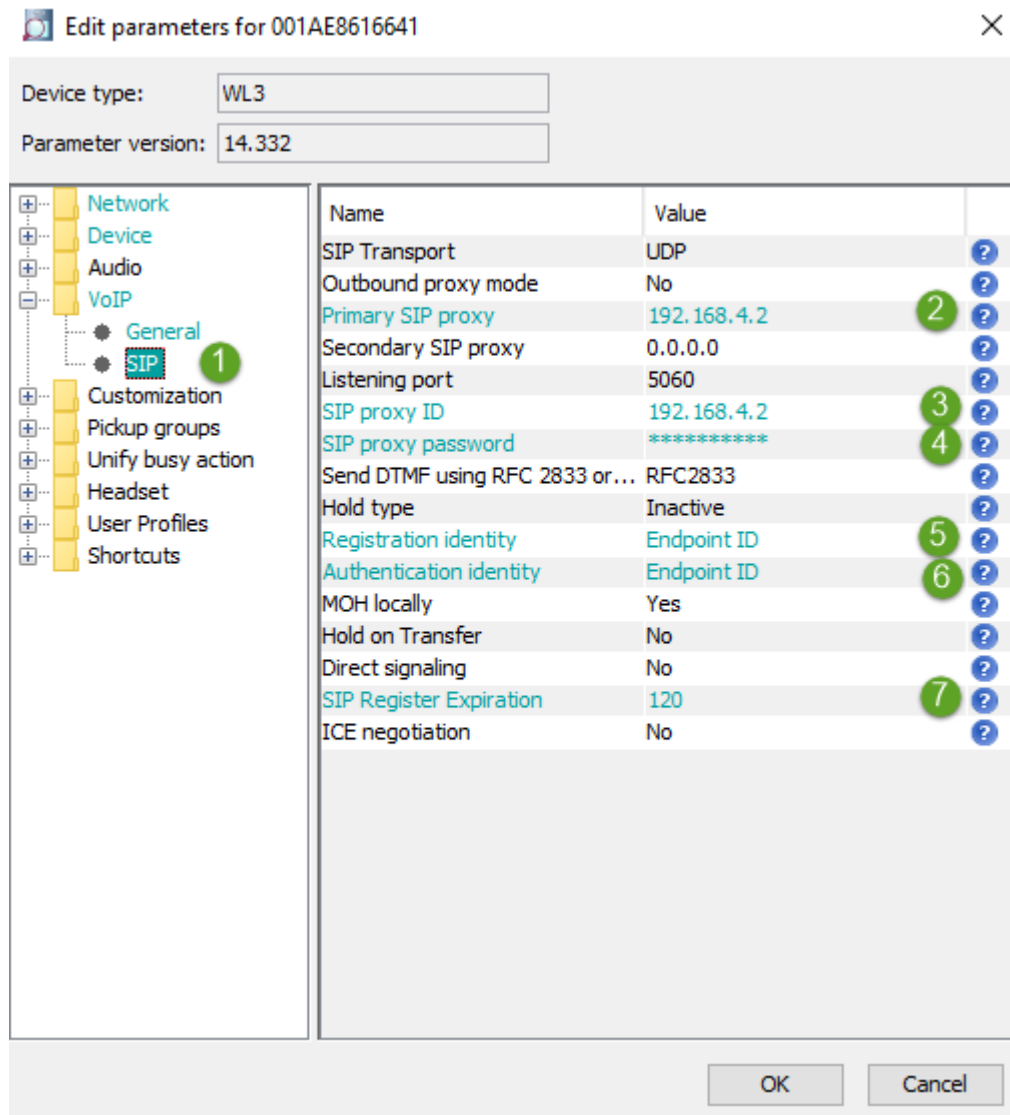 Edit parameters for 001AE8616641
Device type: WL3
Parameter version: 14.332
Network
Device
Audio
VoIP
General
SIP 1
Customization
Pickup groups
Unify busy action
Headset
User Profiles
Shortcuts
Name Value
SIP Transport UDP ?
Outbound proxy mode No ?
Primary SIP proxy 192.168.4.2 2 ?
Secondary SIP proxy 0.0.0.0 ?
Listening port 5060 ?
SIP proxy ID 192.168.4.2 3 ?
SIP proxy password ********** 4 ?
Send DTMF using RFC 2833 or... RFC2833 ?
Hold type Inactive ?
Registration identity Endpoint ID 5 ?
Authentication identity Endpoint ID 6 ?
MOH locally Yes ?
Hold on Transfer No ?
Direct signaling No ?
SIP Register Expiration 120 7 ?
ICE negotiation No ?
OK Cancel